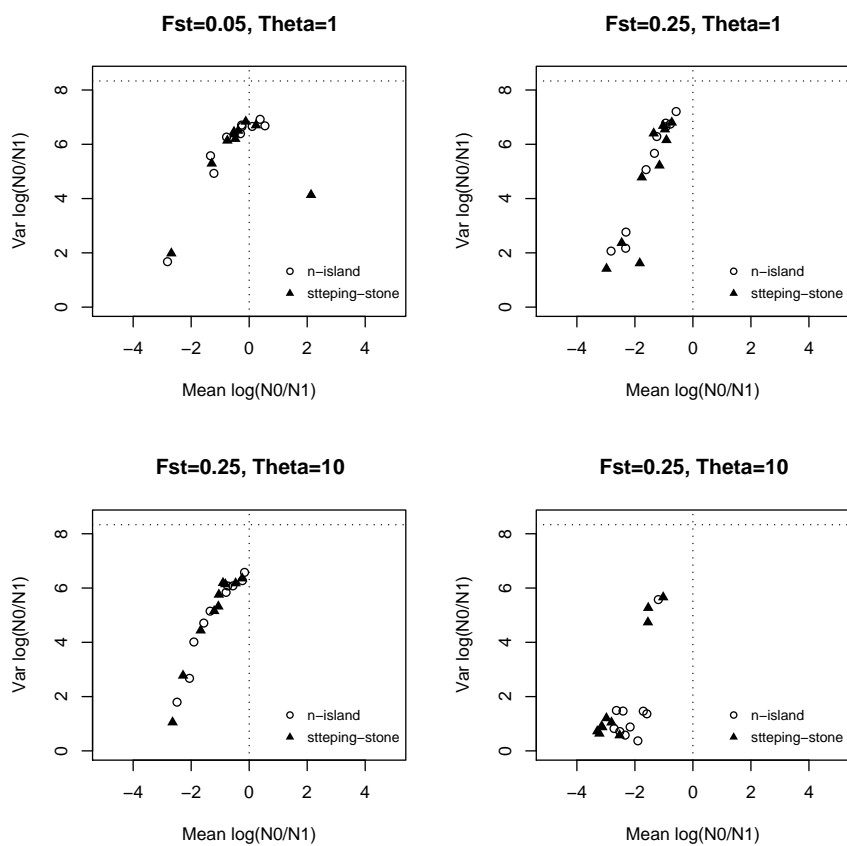 Fst=0.05, Theta=1
Var log(N0/N1)
8
6
4
2
0
n−island
stteping−stone
−4 −2 0 2 4
Mean log(N0/N1)
Fst=0.25, Theta=1
Var log(N0/N1)
8
6
4
2
0
n−island
stteping−stone
−4 −2 0 2 4
Mean log(N0/N1)
Fst=0.25, Theta=10
Var log(N0/N1)
8
6
4
2
0
n−island
stteping−stone
−4 −2 0 2 4
Mean log(N0/N1)
Fst=0.25, Theta=10
Var log(N0/N1)
8
6
4
2
0
n−island
stteping−stone
−4 −2 0 2 4
Mean log(N0/N1)